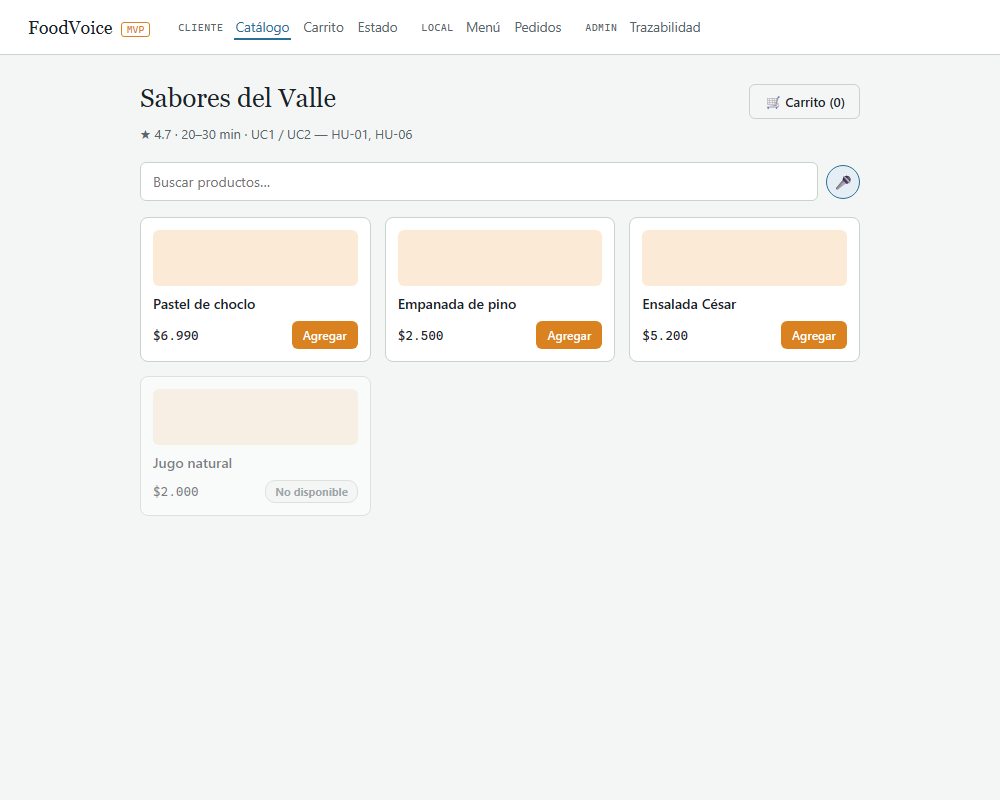 FoodVoice MVP CLIENTE Catálogo Carrito Estado LOCAL Menú Pedidos ADMIN Trazabilidad
Sabores del Valle
🛒 Carrito (0)
★ 4.7 · 20–30 min · UC1 / UC2 — HU-01, HU-06
Buscar productos...
Pastel de choclo
$6.990 Agregar
Empanada de pino
$2.500 Agregar
Ensalada César
$5.200 Agregar
Jugo natural
$2.000 No disponible